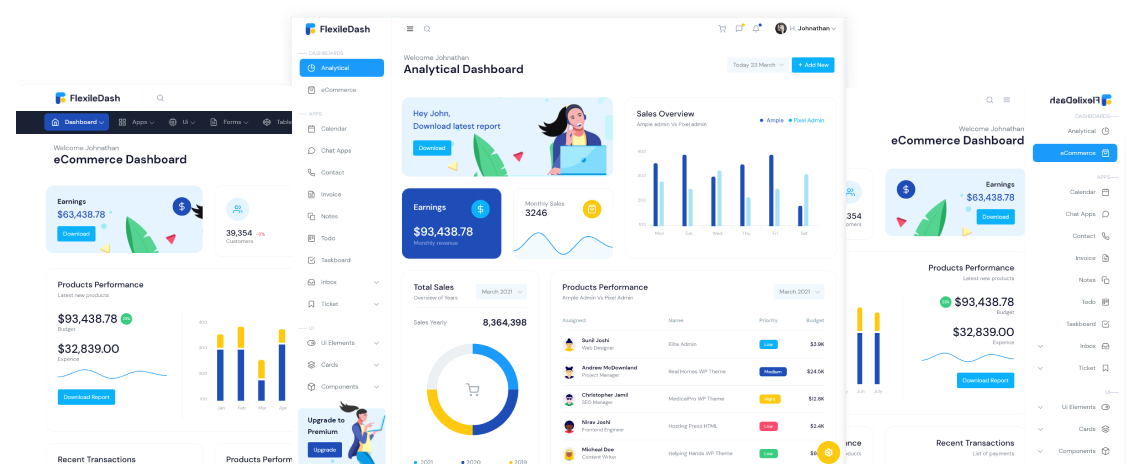 FlexileDash
Dashboard
Apps
Ui
Forms
Table
Welcome Johnathan
eCommerce Dashboard
Earnings
$63,438.78
Download
39,354 -9%
Customers
Products Performance
Latest new products
$93,438.78
Budget
$32,839.00
Expence
Download Report
400
300
200
100
Jan Feb Mar Apr
Recent Transactions
Products Perform
FlexileDash
DASHBOARDS
Analytical
eCommerce
APPS
Calendar
Chat Apps
Contact
Invoice
Notes
Todo
Taskboard
Inbox
Ticket
UI
Ui Elements
Cards
Components
Upgrade to
Premium
Upgrade
Hi, Johnathan
Welcome Johnathan
Analytical Dashboard
Today 23 March
+ Add New
Hey John,
Download latest report
Download
Sales Overview
Ample admin Vs Pixel admin
Ample
Pixel Admin
Mon Tue Wed Thu Fri Sat
Earnings
$93,438.78
Monthly revenue
Monthly Sales
3246
Total Sales
Overview of Years
March 2021
Sales Yearly 8,364,398
2021 2020 2019
Products Performance
Ample Admin Vs Pixel Admin
March 2021
Assigned Name Priority Budget
Sunil Joshi
Web Designer
Elite Admin Low $3.9K
Andrew McDownland
Project Manager
Real Homes WP Theme Medium $24.5K
Christopher Jamil
SEO Manager
MedicalPro WP Theme Hight $12.8K
Nirav Joshi
Frontend Engineer
Hosting Press HTML Low $2.4K
Micheal Doe
Content Writer
Helping Hands WP Theme Low
FlexileDash
DASHBOARDS
Analytical
eCommerce
APPS
Calendar
Chat Apps
Contact
Invoice
Notes
Todo
Taskboard
Inbox
Ticket
UI
Ui Elements
Cards
Components
Welcome Johnathan
eCommerce Dashboard
Earnings
$63,438.78
Download
,354
Products Performance
Latest new products
$93,438.78
Budget
$32,839.00
Expence
Download Report
Jun July
Recent Transactions
List of payments